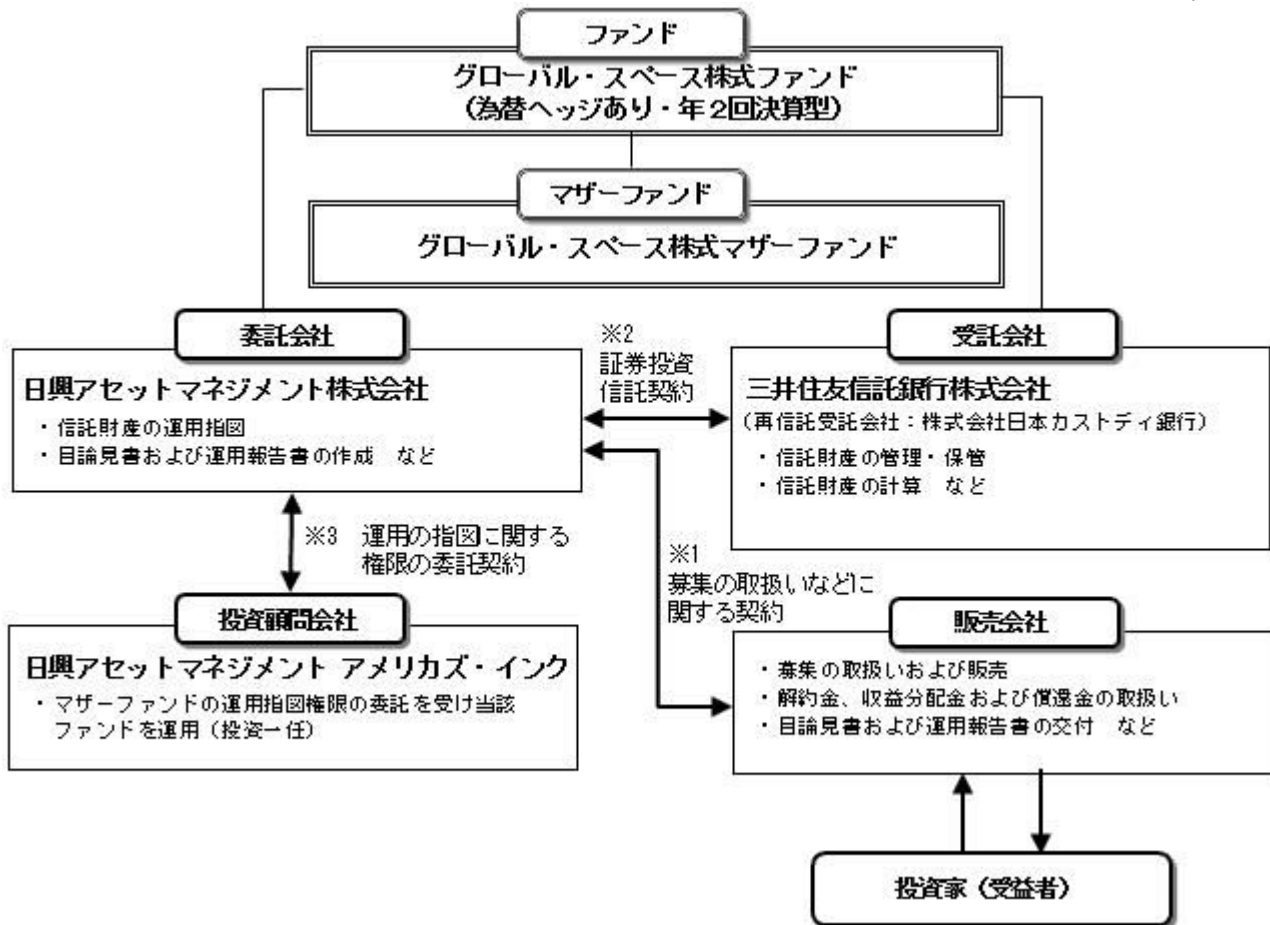 ファンド
グローバル・スペース株式ファンド
(為替ヘッジあり・年2回決算型)
マザーファンド
グローバル・スペース株式マザーファンド
委託会社
日興アセットマネジメント株式会社
・信託財産の運用指図
・目論見書および運用報告書の作成 など
※2
証券投資
信託契約
受託会社
三井住友信託銀行株式会社
(再信託受託会社：株式会社日本カストディ銀行)
・信託財産の管理・保管
・信託財産の計算 など
※3 運用の指図に関する
権限の委託契約
※1
募集の取扱いなどに
関する契約
投資顧問会社
日興アセットマネジメント アメリカズ・インク
・マザーファンドの運用指図権限の委託を受け当該
ファンドを運用（投資一任）
販売会社
・募集の取扱いおよび販売
・解約金、収益分配金および償還金の取扱い
・目論見書および運用報告書の交付 など
投資家（受益者）